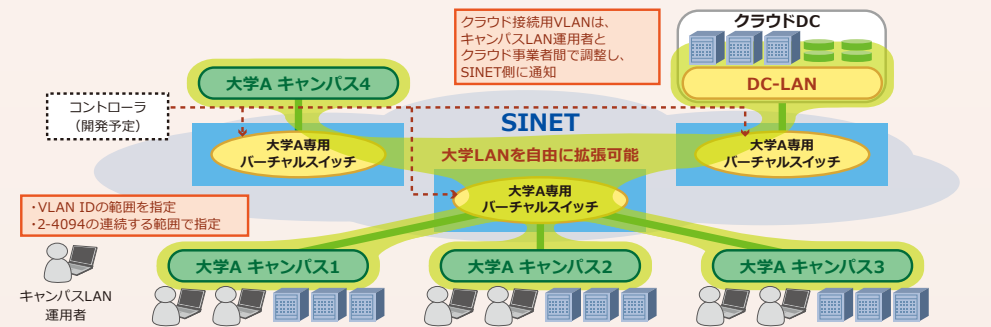 クラウド接続用VLANは、
キャンパスLAN運用者と
クラウド事業者間で調整し、
SINET側に通知
クラウドDC
DC-LAN
大学A キャンパス4
コントローラ
（開発予定）
SINET
大学A専用
バーチャルスイッチ
大学LANを自由に拡張可能
大学A専用
バーチャルスイッチ
大学A専用
バーチャルスイッチ
・VLAN IDの範囲を指定
・2-4094の連続する範囲で指定
キャンパスLAN
運用者
大学A キャンパス1
大学A キャンパス2
大学A キャンパス3